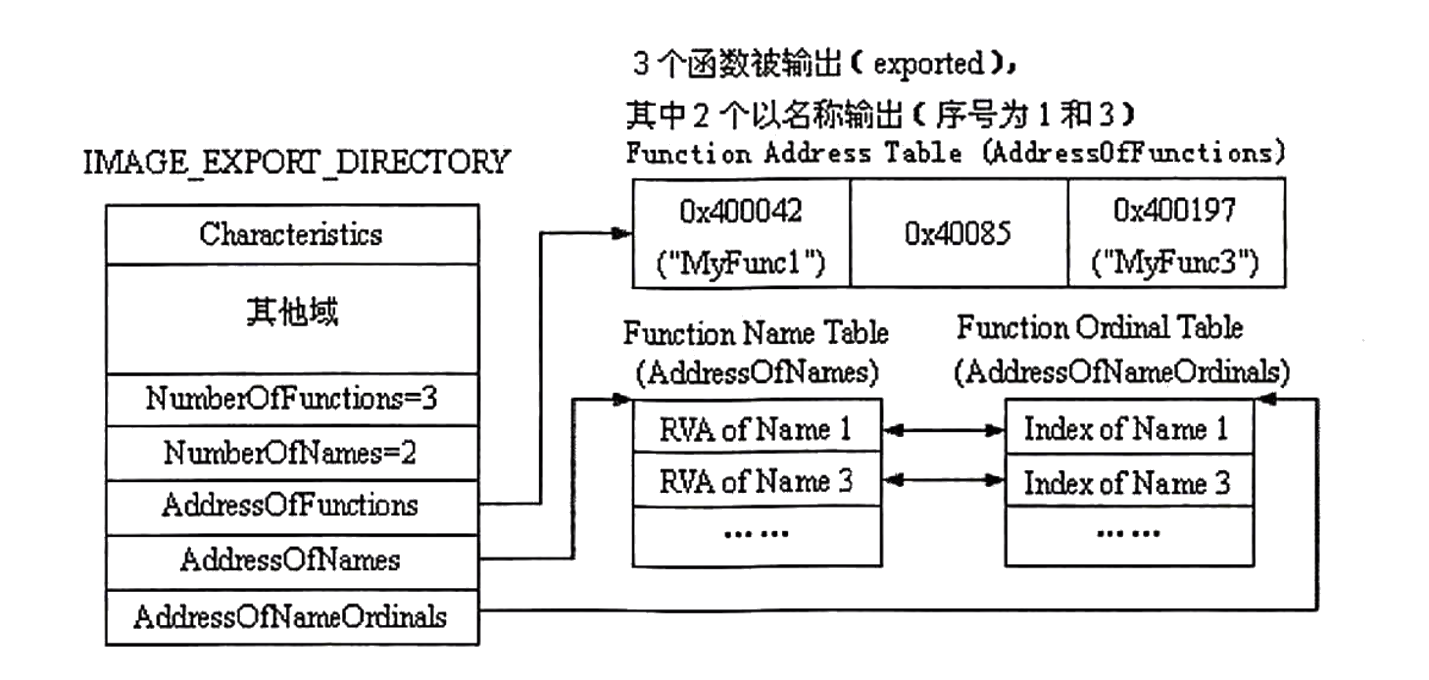 3个函数被输出(exported),
其中2个以名称输出(序号为1和3)
Function Address Table (AddressOfFunctions)
IMAGE_EXPORT_DIRECTORY
Characteristics
其他域
NumberOfFunctions=3
NumberOfNames=2
AddressOfFunctions
AddressOfNames
AddressOfNameOrdinals
0x400042
("MyFunc1")
0x40085
0x400197
("MyFunc3")
Function Name Table
(AddressOfNames)
RVA of Name 1
RVA of Name 3
……
Function Ordinal Table
(AddressOfNameOrdinals)
Index of Name 1
Index of Name 3
……